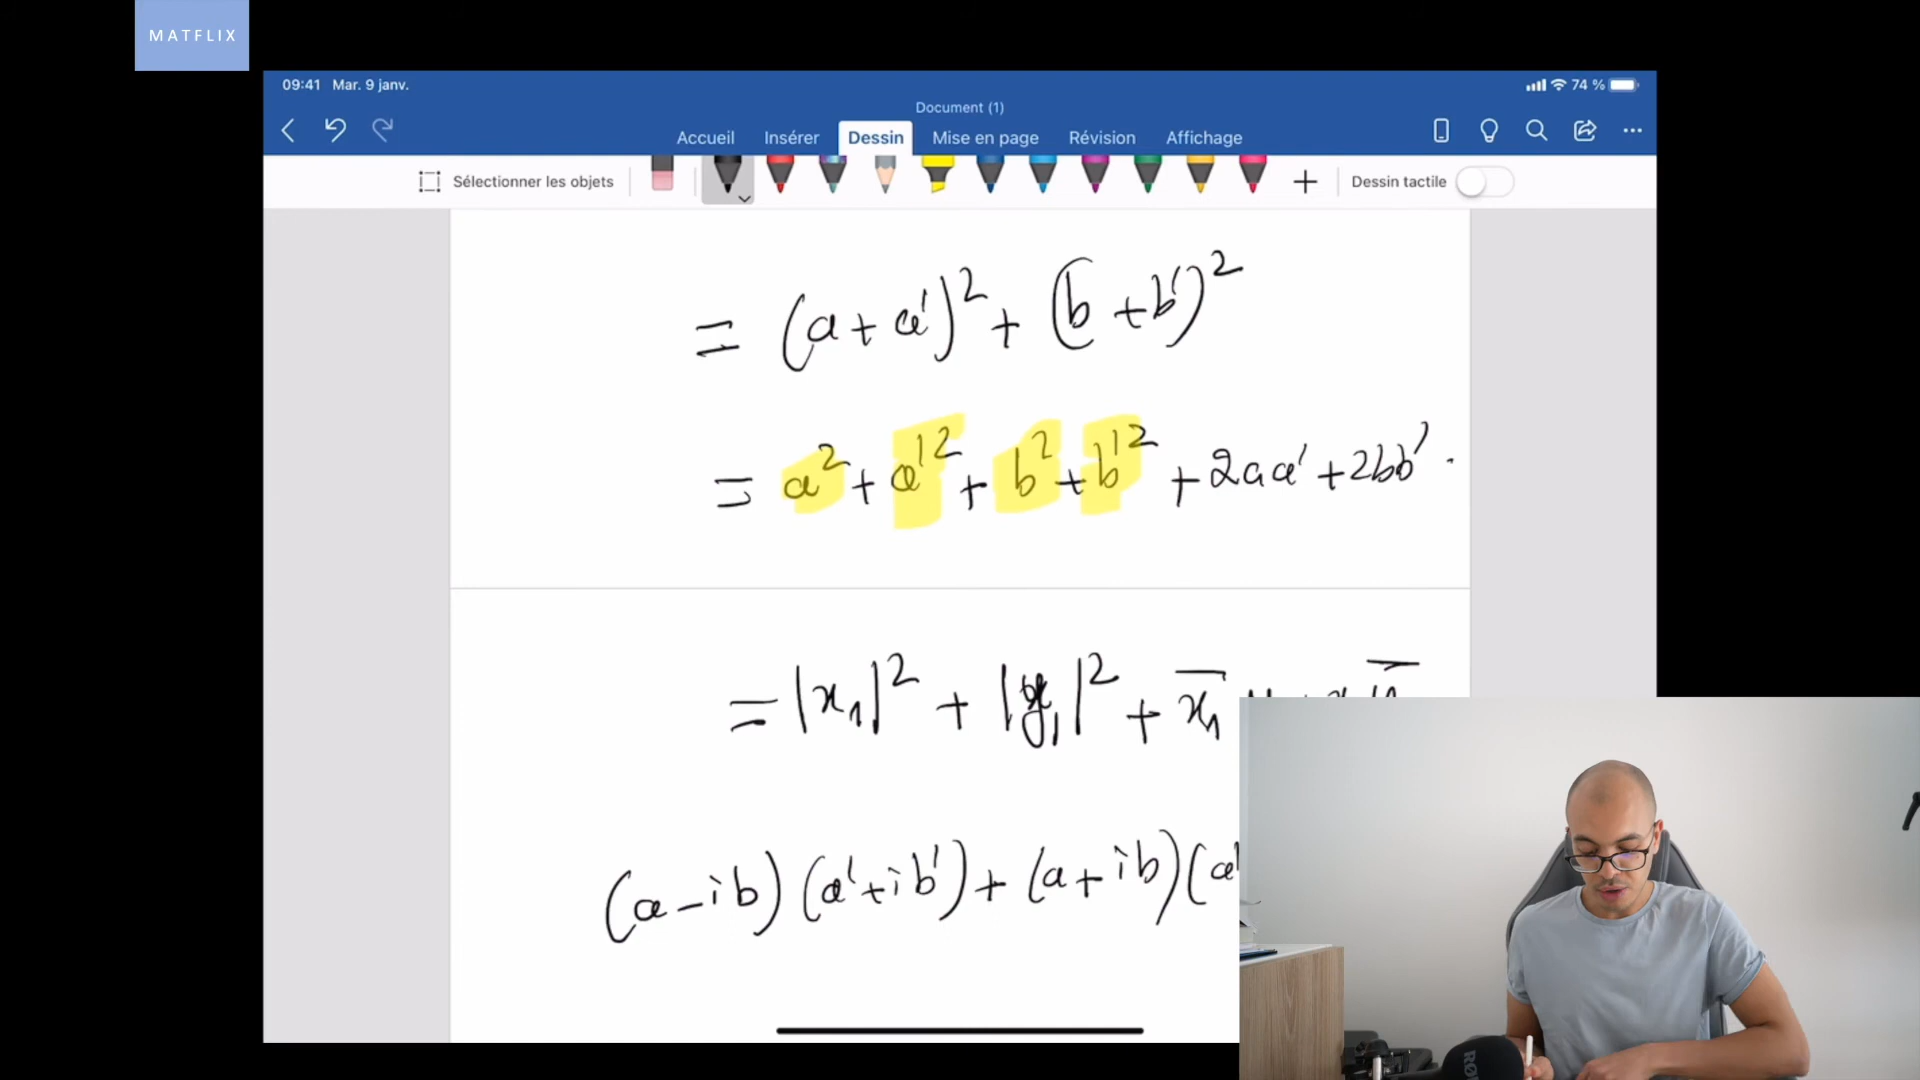 MATFLIX
09:41 Mar. 9 janv.
74 %
Document (1)
Accueil Insérer Dessin Mise en page Révision Affichage
Sélectionner les objets
Dessin tactile
= (a + a')² + (b + b')²
= a² + a'² + b² + b'² + 2aa' + 2bb'.
= |x₁|² + |y₁|² + x̅₁
(a - ib)(a' + ib') + (a + ib)(a'
RØDE